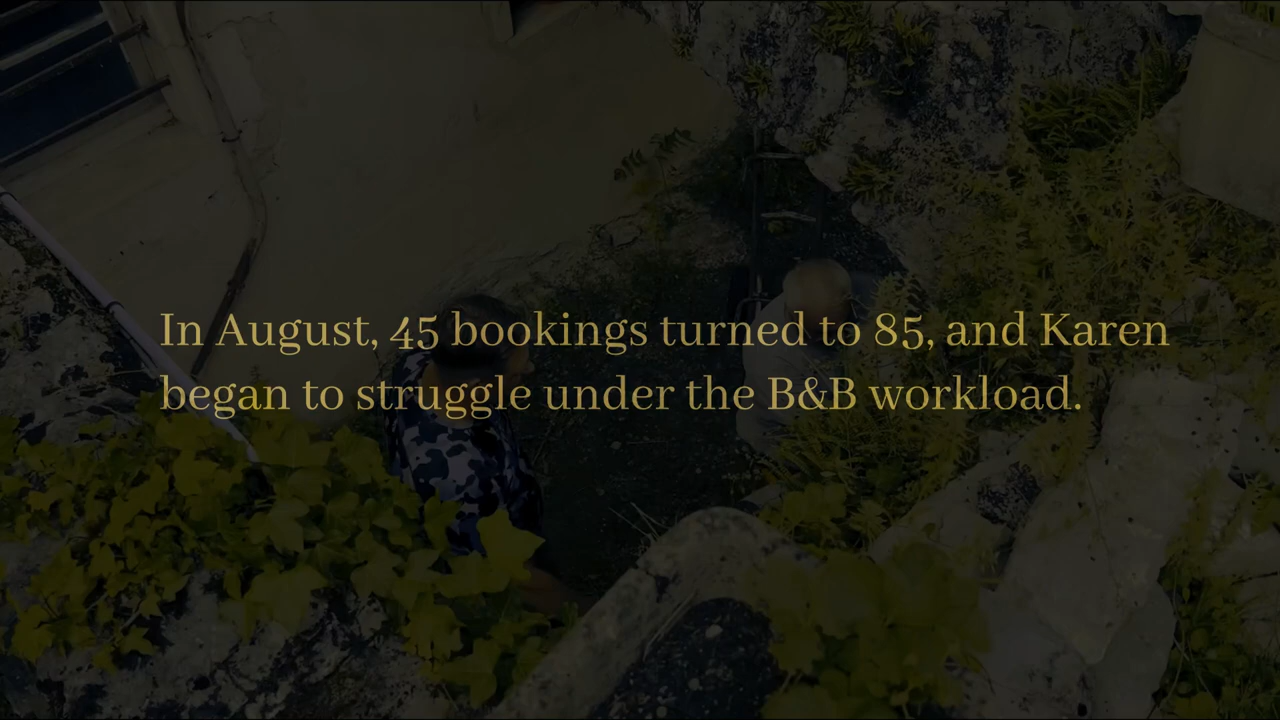 In August, 45 bookings turned to 85, and Karen
began to struggle under the B&B workload.